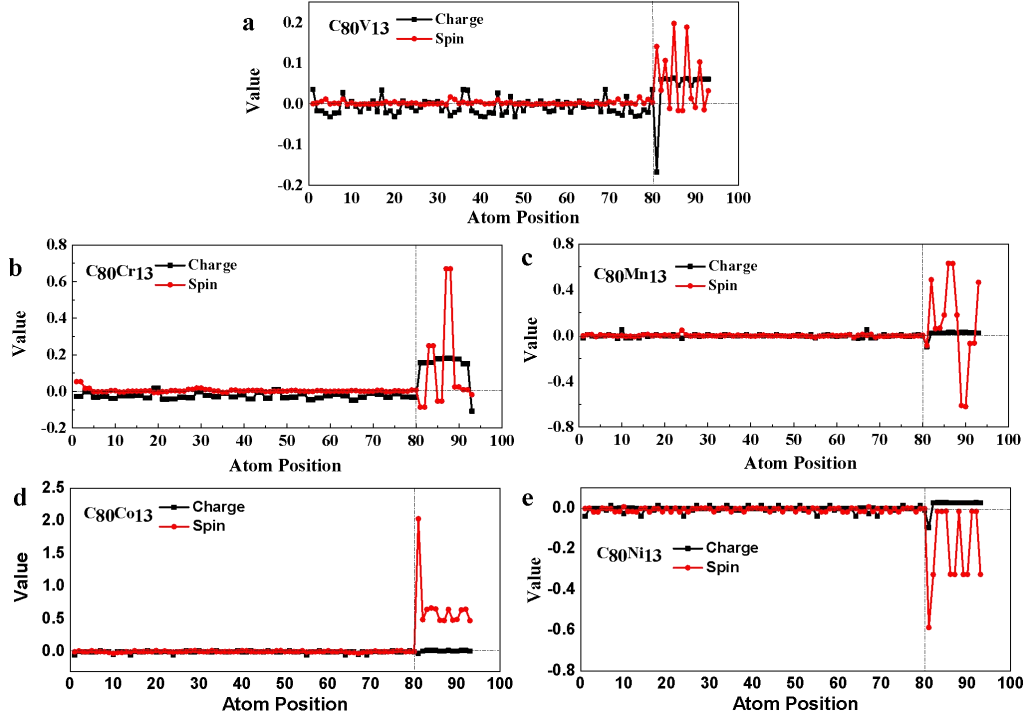 a
C80V13
Charge
Spin
Value
0.2
0.1
0.0
-0.1
-0.2
0 10 20 30 40 50 60 70 80 90 100
Atom Position
b
C80Cr13
Charge
Spin
Value
0.8
0.6
0.4
0.2
0.0
-0.2
0 10 20 30 40 50 60 70 80 90 100
Atom Position
c
C80Mn13
Charge
Spin
Value
0.8
0.4
0.0
-0.4
-0.8
0 10 20 30 40 50 60 70 80 90 100
Atom Position
d
C80Co13
Charge
Spin
Value
2.5
2.0
1.5
1.0
0.5
0.0
0 10 20 30 40 50 60 70 80 90 100
Atom Position
e
C80Ni13
Charge
Spin
Value
0.0
-0.2
-0.4
-0.6
-0.8
0 10 20 30 40 50 60 70 80 90 100
Atom Position